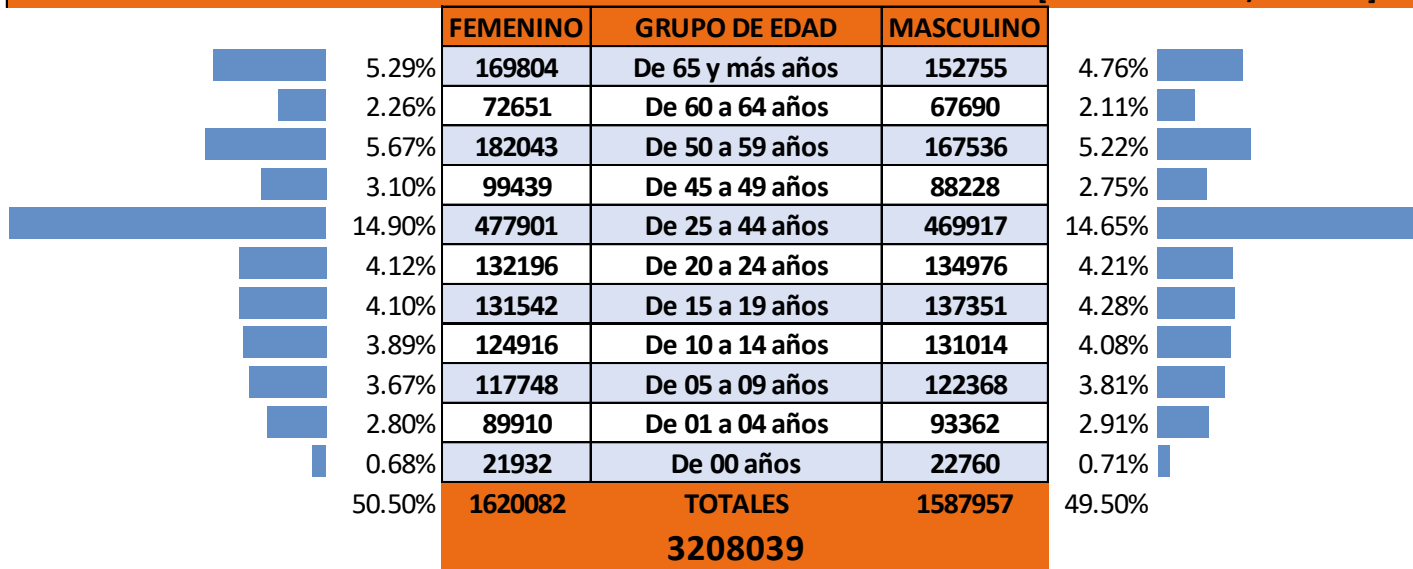 FEMENINO GRUPO DE EDAD MASCULINO
5.29% 169804 De 65 y más años 152755 4.76%
2.26% 72651 De 60 a 64 años 67690 2.11%
5.67% 182043 De 50 a 59 años 167536 5.22%
3.10% 99439 De 45 a 49 años 88228 2.75%
14.90% 477901 De 25 a 44 años 469917 14.65%
4.12% 132196 De 20 a 24 años 134976 4.21%
4.10% 131542 De 15 a 19 años 137351 4.28%
3.89% 124916 De 10 a 14 años 131014 4.08%
3.67% 117748 De 05 a 09 años 122368 3.81%
2.80% 89910 De 01 a 04 años 93362 2.91%
0.68% 21932 De 00 años 22760 0.71%
50.50% 1620082 TOTALES 1587957 49.50%
3208039